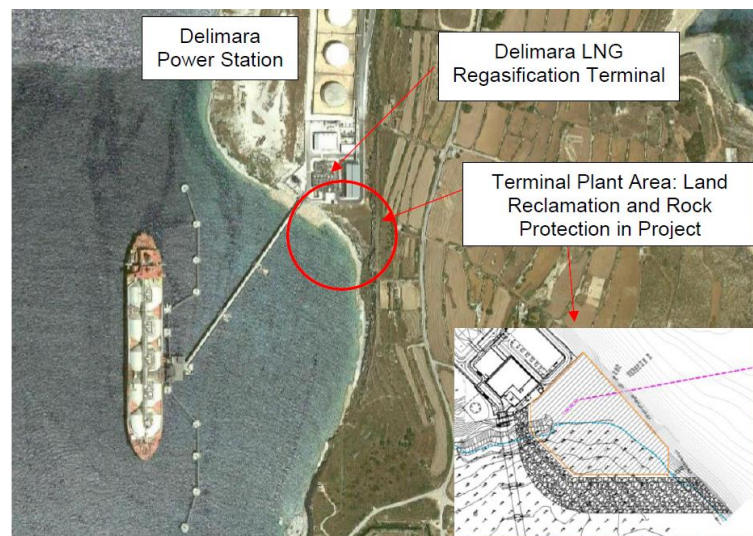 Delimara
Power Station
Delimara LNG
Regasification Terminal
Terminal Plant Area: Land
Reclamation and Rock
Protection in Project